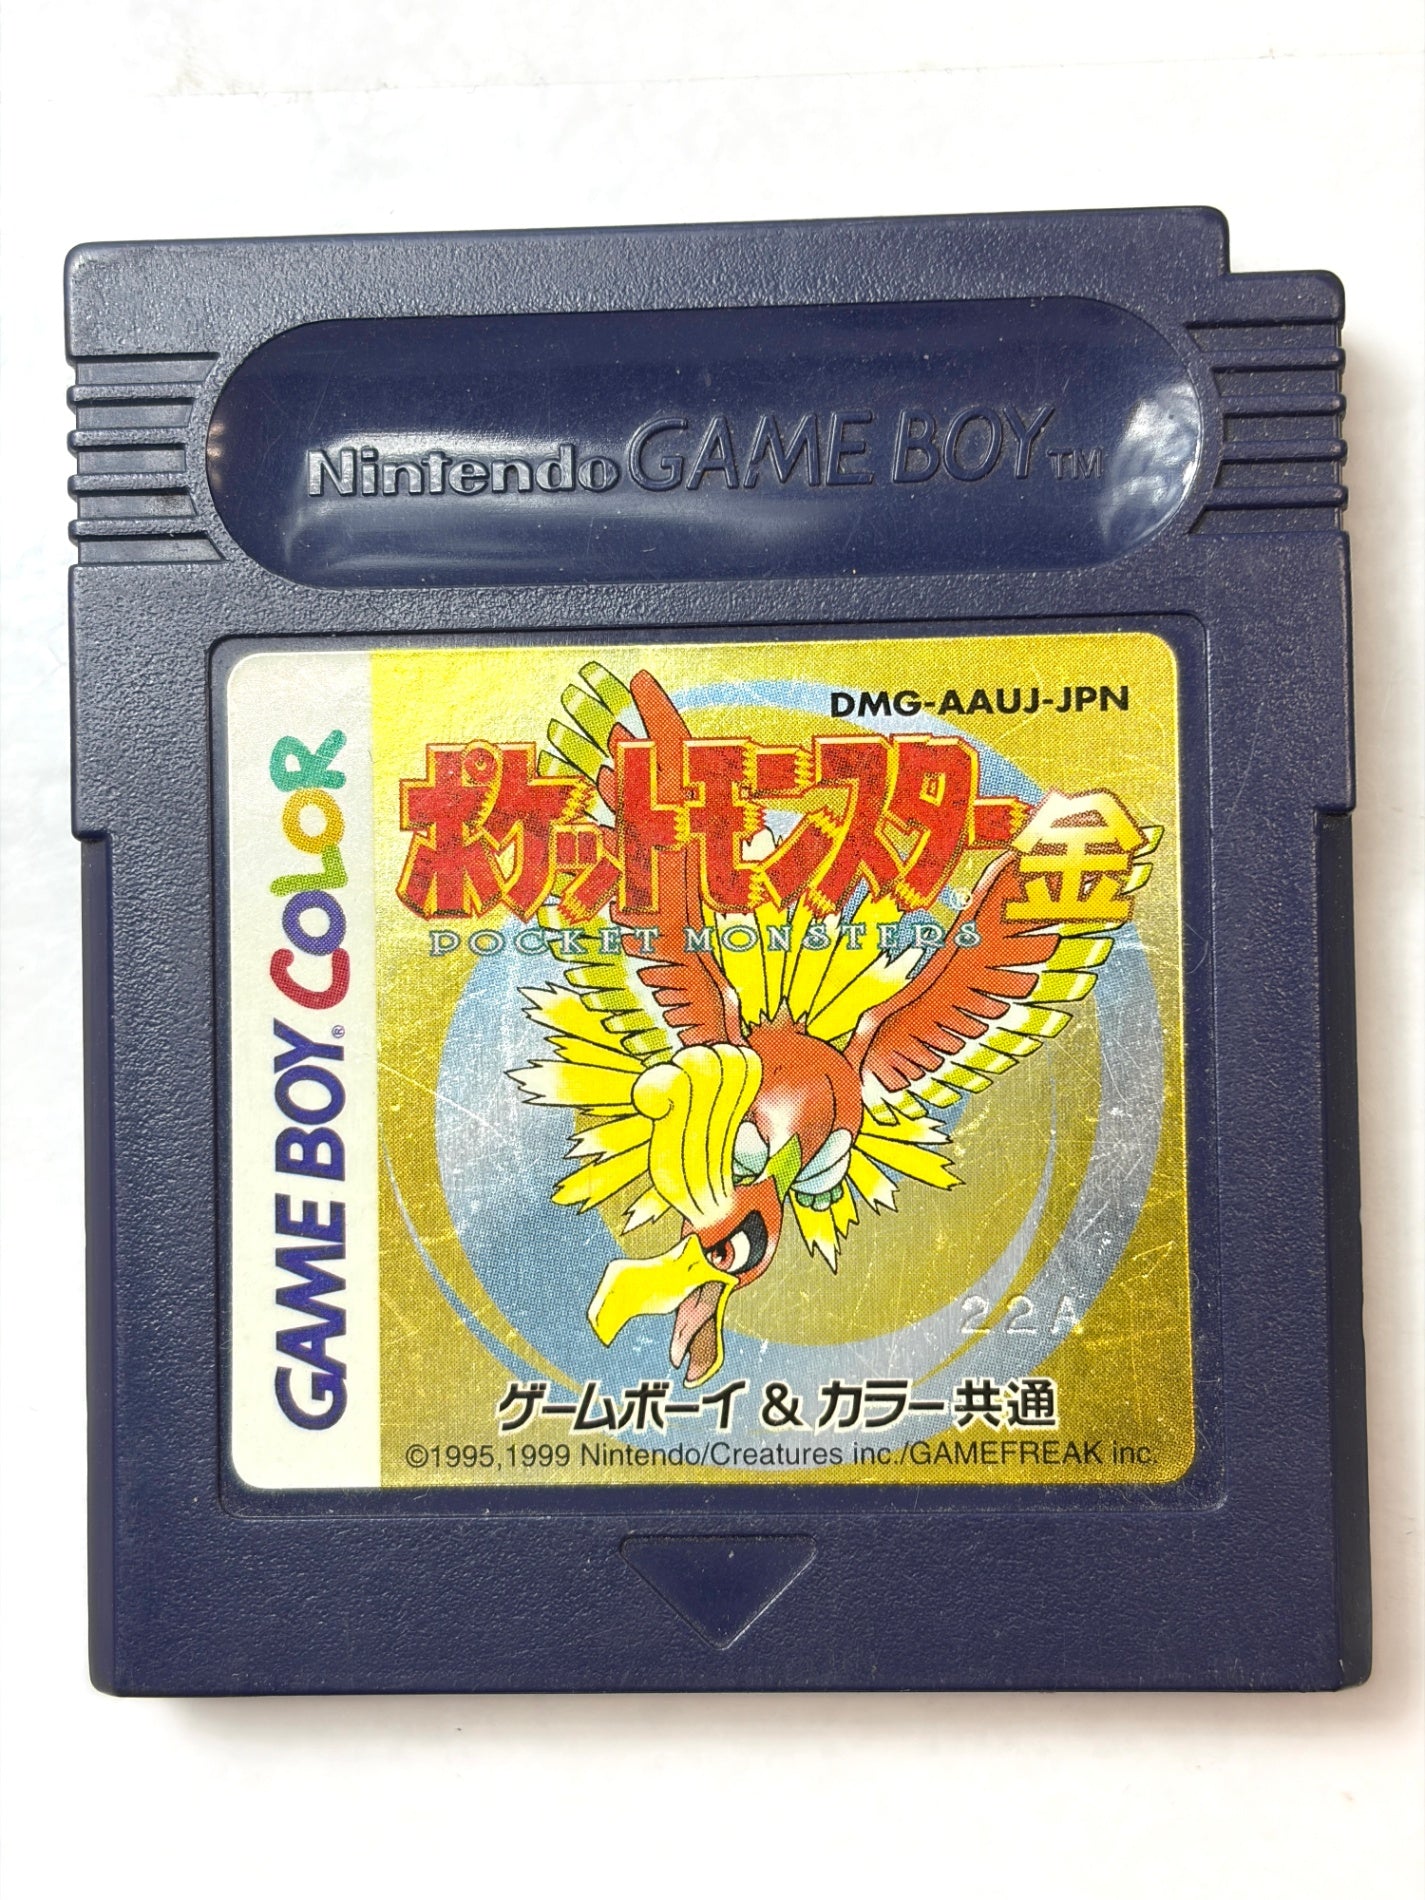 Nintendo GAME BOY TM
GAME BOY® COLOR
DMG-AAUJ-JPN
ポケットモンスター金
POCKET MONSTERS
22A
ゲームボーイ & カラー共通
©1995,1999 Nintendo/Creatures inc./GAMEFREAK inc.